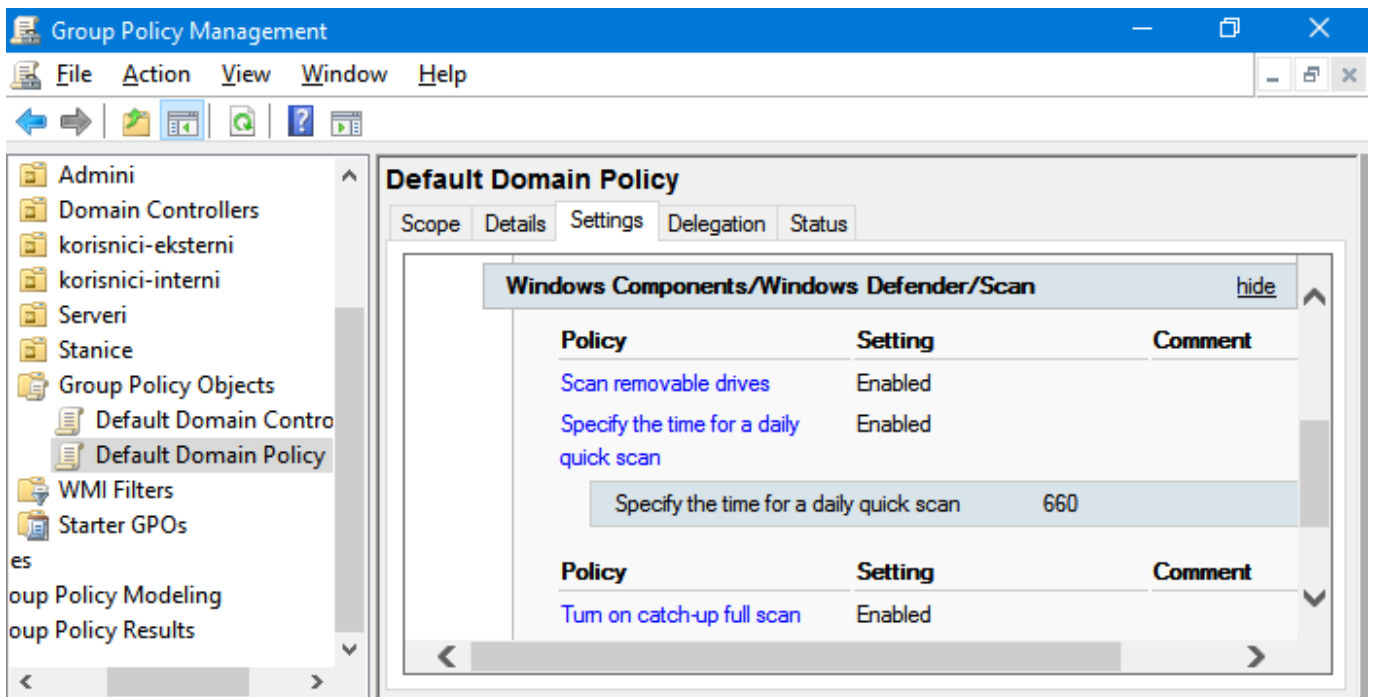 Group Policy Management
File Action View Window Help
Admini
Domain Controllers
korisnici-eksterni
korisnici-interni
Serveri
Stanice
Group Policy Objects
Default Domain Contro
Default Domain Policy
WMI Filters
Starter GPOs
es
oup Policy Modeling
oup Policy Results
Default Domain Policy
Scope Details Settings Delegation Status
Windows Components/Windows Defender/Scan hide
Policy Setting Comment
Scan removable drives Enabled
Specify the time for a daily Enabled
quick scan
Specify the time for a daily quick scan 660
Policy Setting Comment
Turn on catch-up full scan Enabled